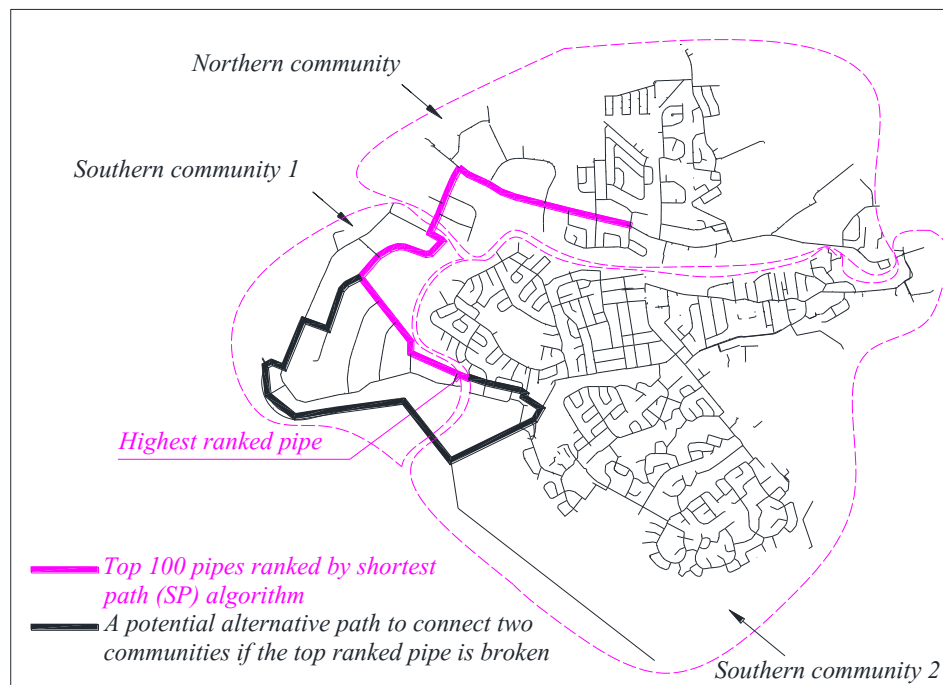 Northern community
Southern community 1
Highest ranked pipe
Top 100 pipes ranked by shortest
path (SP) algorithm
A potential alternative path to connect two
communities if the top ranked pipe is broken
Southern community 2